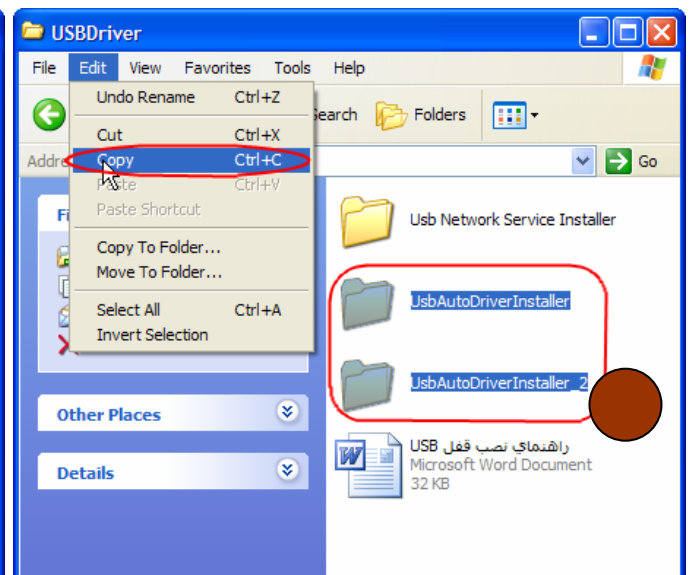 USBDriver
File Edit View Favorites Tools Help
Undo Rename Ctrl+Z
Search Folders
Cut Ctrl+X
Copy Ctrl+C
Go
Paste Ctrl+V
Paste Shortcut
Copy To Folder...
Move To Folder...
Select All Ctrl+A
Invert Selection
Other Places
Details
Usb Network Service Installer
UsbAutoDriverInstaller
UsbAutoDriverInstaller_2
راهنماي نصب قفل USB
Microsoft Word Document
32 KB